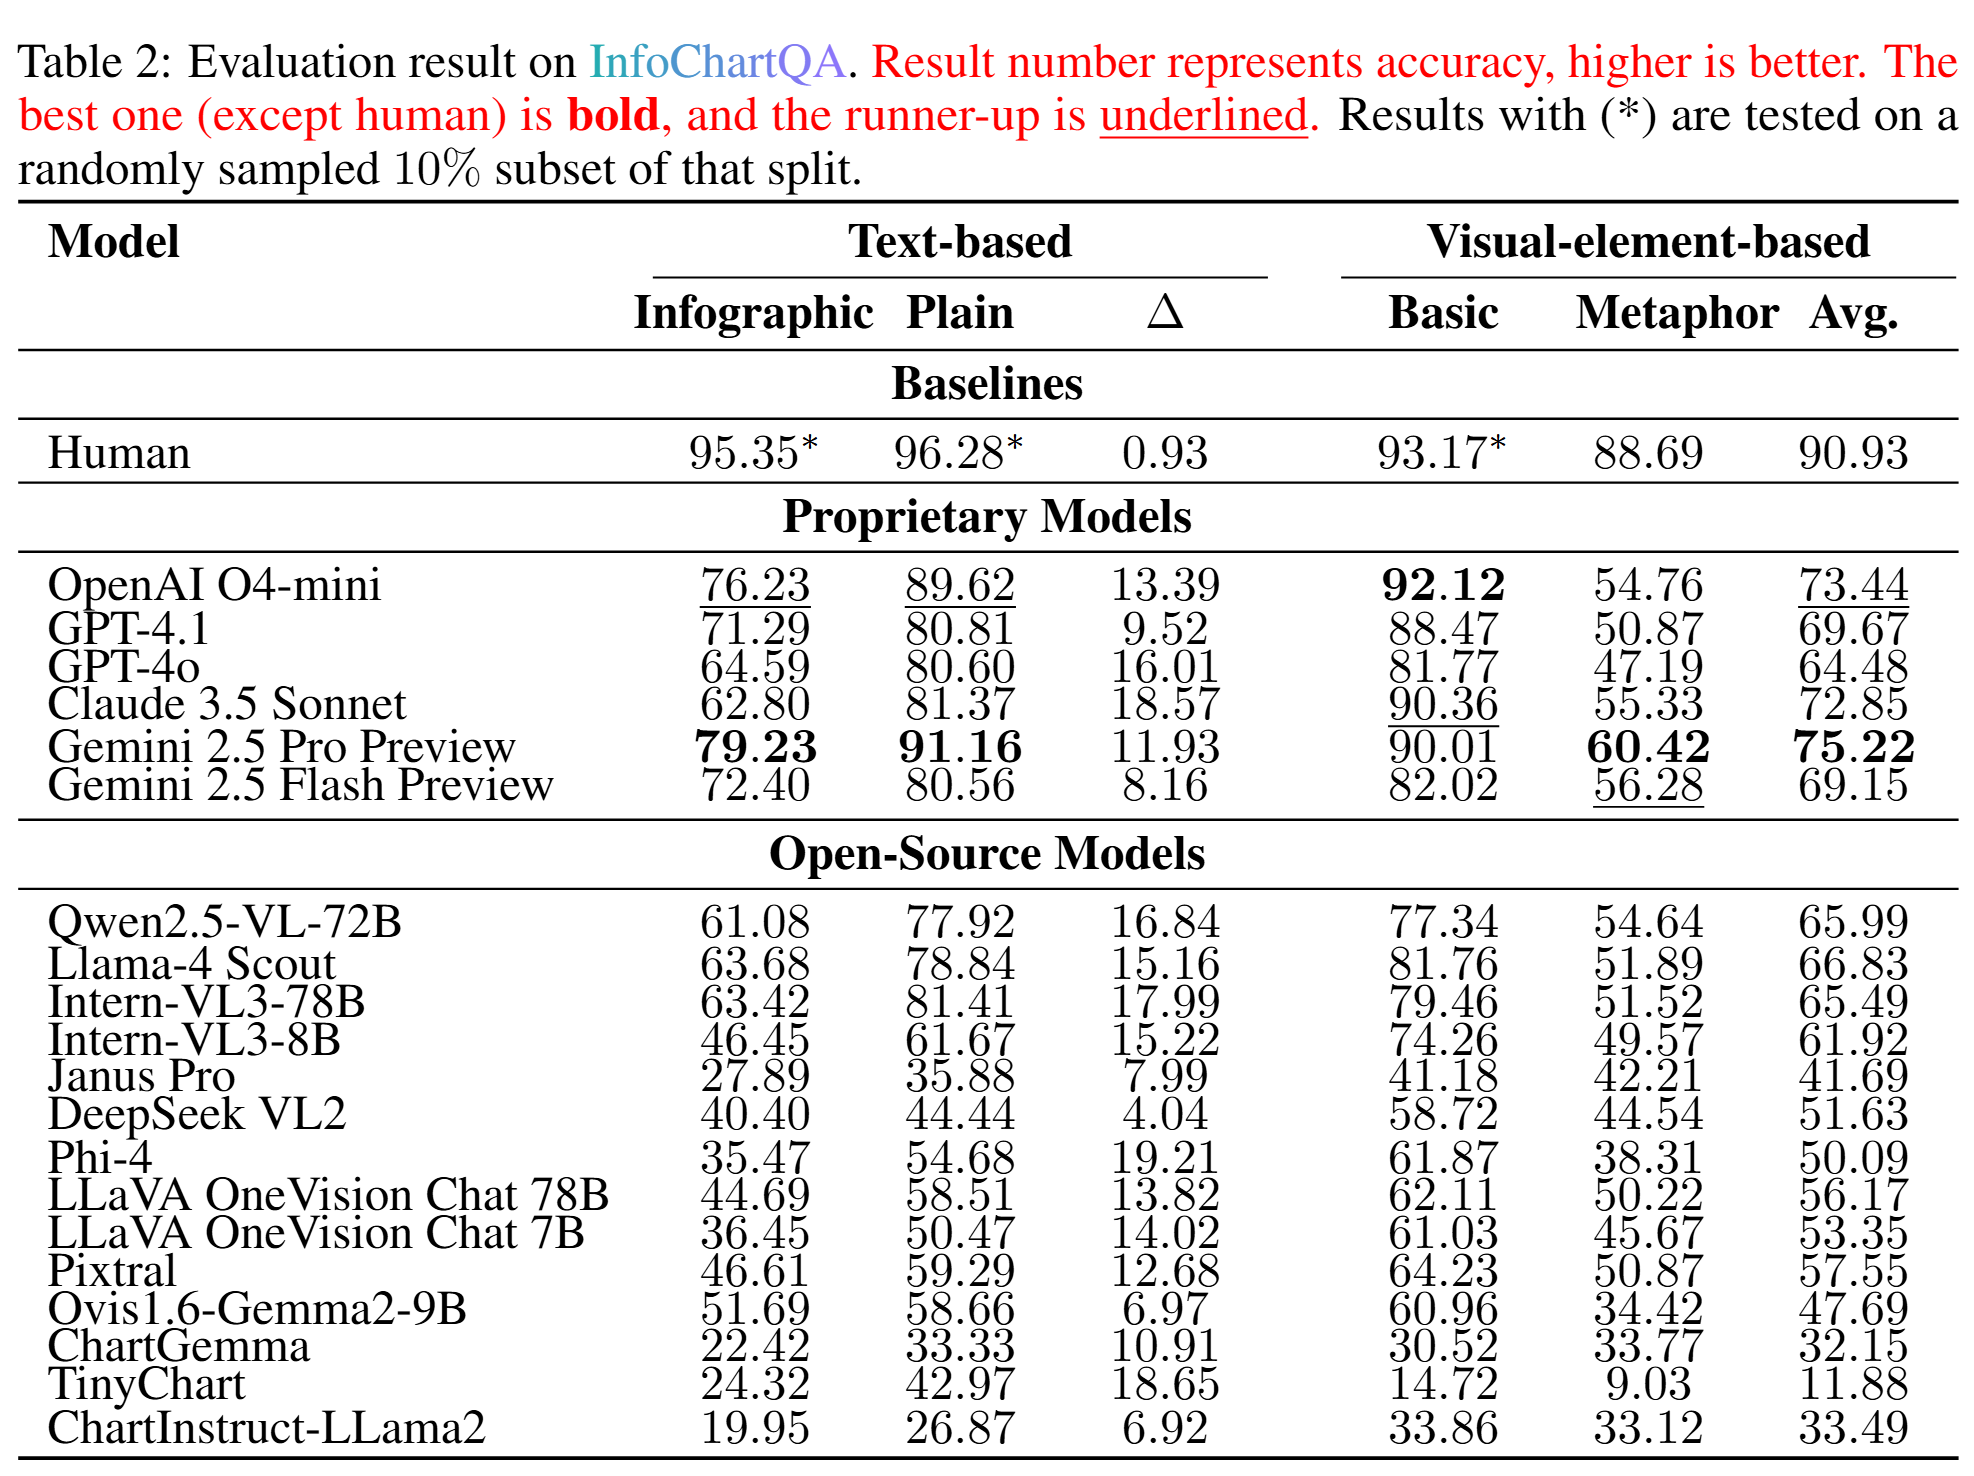 Table 2: Evaluation result on InfoChartQA. Result number represents accuracy, higher is better. The
best one (except human) is bold, and the runner-up is underlined. Results with (*) are tested on a
randomly sampled 10% subset of that split.
Model Text-based Visual-element-based
Infographic Plain Δ Basic Metaphor Avg.
Baselines
Human 95.35* 96.28* 0.93 93.17* 88.69 90.93
Proprietary Models
OpenAI O4-mini 76.23 89.62 13.39 92.12 54.76 73.44
GPT-4.1 71.29 80.81 9.52 88.47 50.87 69.67
GPT-4o 64.59 80.60 16.01 81.77 47.19 64.48
Claude 3.5 Sonnet 62.80 81.37 18.57 90.36 55.33 72.85
Gemini 2.5 Pro Preview 79.23 91.16 11.93 90.01 60.42 75.22
Gemini 2.5 Flash Preview 72.40 80.56 8.16 82.02 56.28 69.15
Open-Source Models
Qwen2.5-VL-72B 61.08 77.92 16.84 77.34 54.64 65.99
Llama-4 Scout 63.68 78.84 15.16 81.76 51.89 66.83
Intern-VL3-78B 63.42 81.41 17.99 79.46 51.52 65.49
Intern-VL3-8B 46.45 61.67 15.22 74.26 49.57 61.92
Janus Pro 27.89 35.88 7.99 41.18 42.21 41.69
DeepSeek VL2 40.40 44.44 4.04 58.72 44.54 51.63
Phi-4 35.47 54.68 19.21 61.87 38.31 50.09
LLaVA OneVision Chat 78B 44.69 58.51 13.82 62.11 50.22 56.17
LLaVA OneVision Chat 7B 36.45 50.47 14.02 61.03 45.67 53.35
Pixtral 46.61 59.29 12.68 64.23 50.87 57.55
Ovis1.6-Gemma2-9B 51.69 58.66 6.97 60.96 34.42 47.69
ChartGemma 22.42 33.33 10.91 30.52 33.77 32.15
TinyChart 24.32 42.97 18.65 14.72 9.03 11.88
ChartInstruct-LLama2 19.95 26.87 6.92 33.86 33.12 33.49